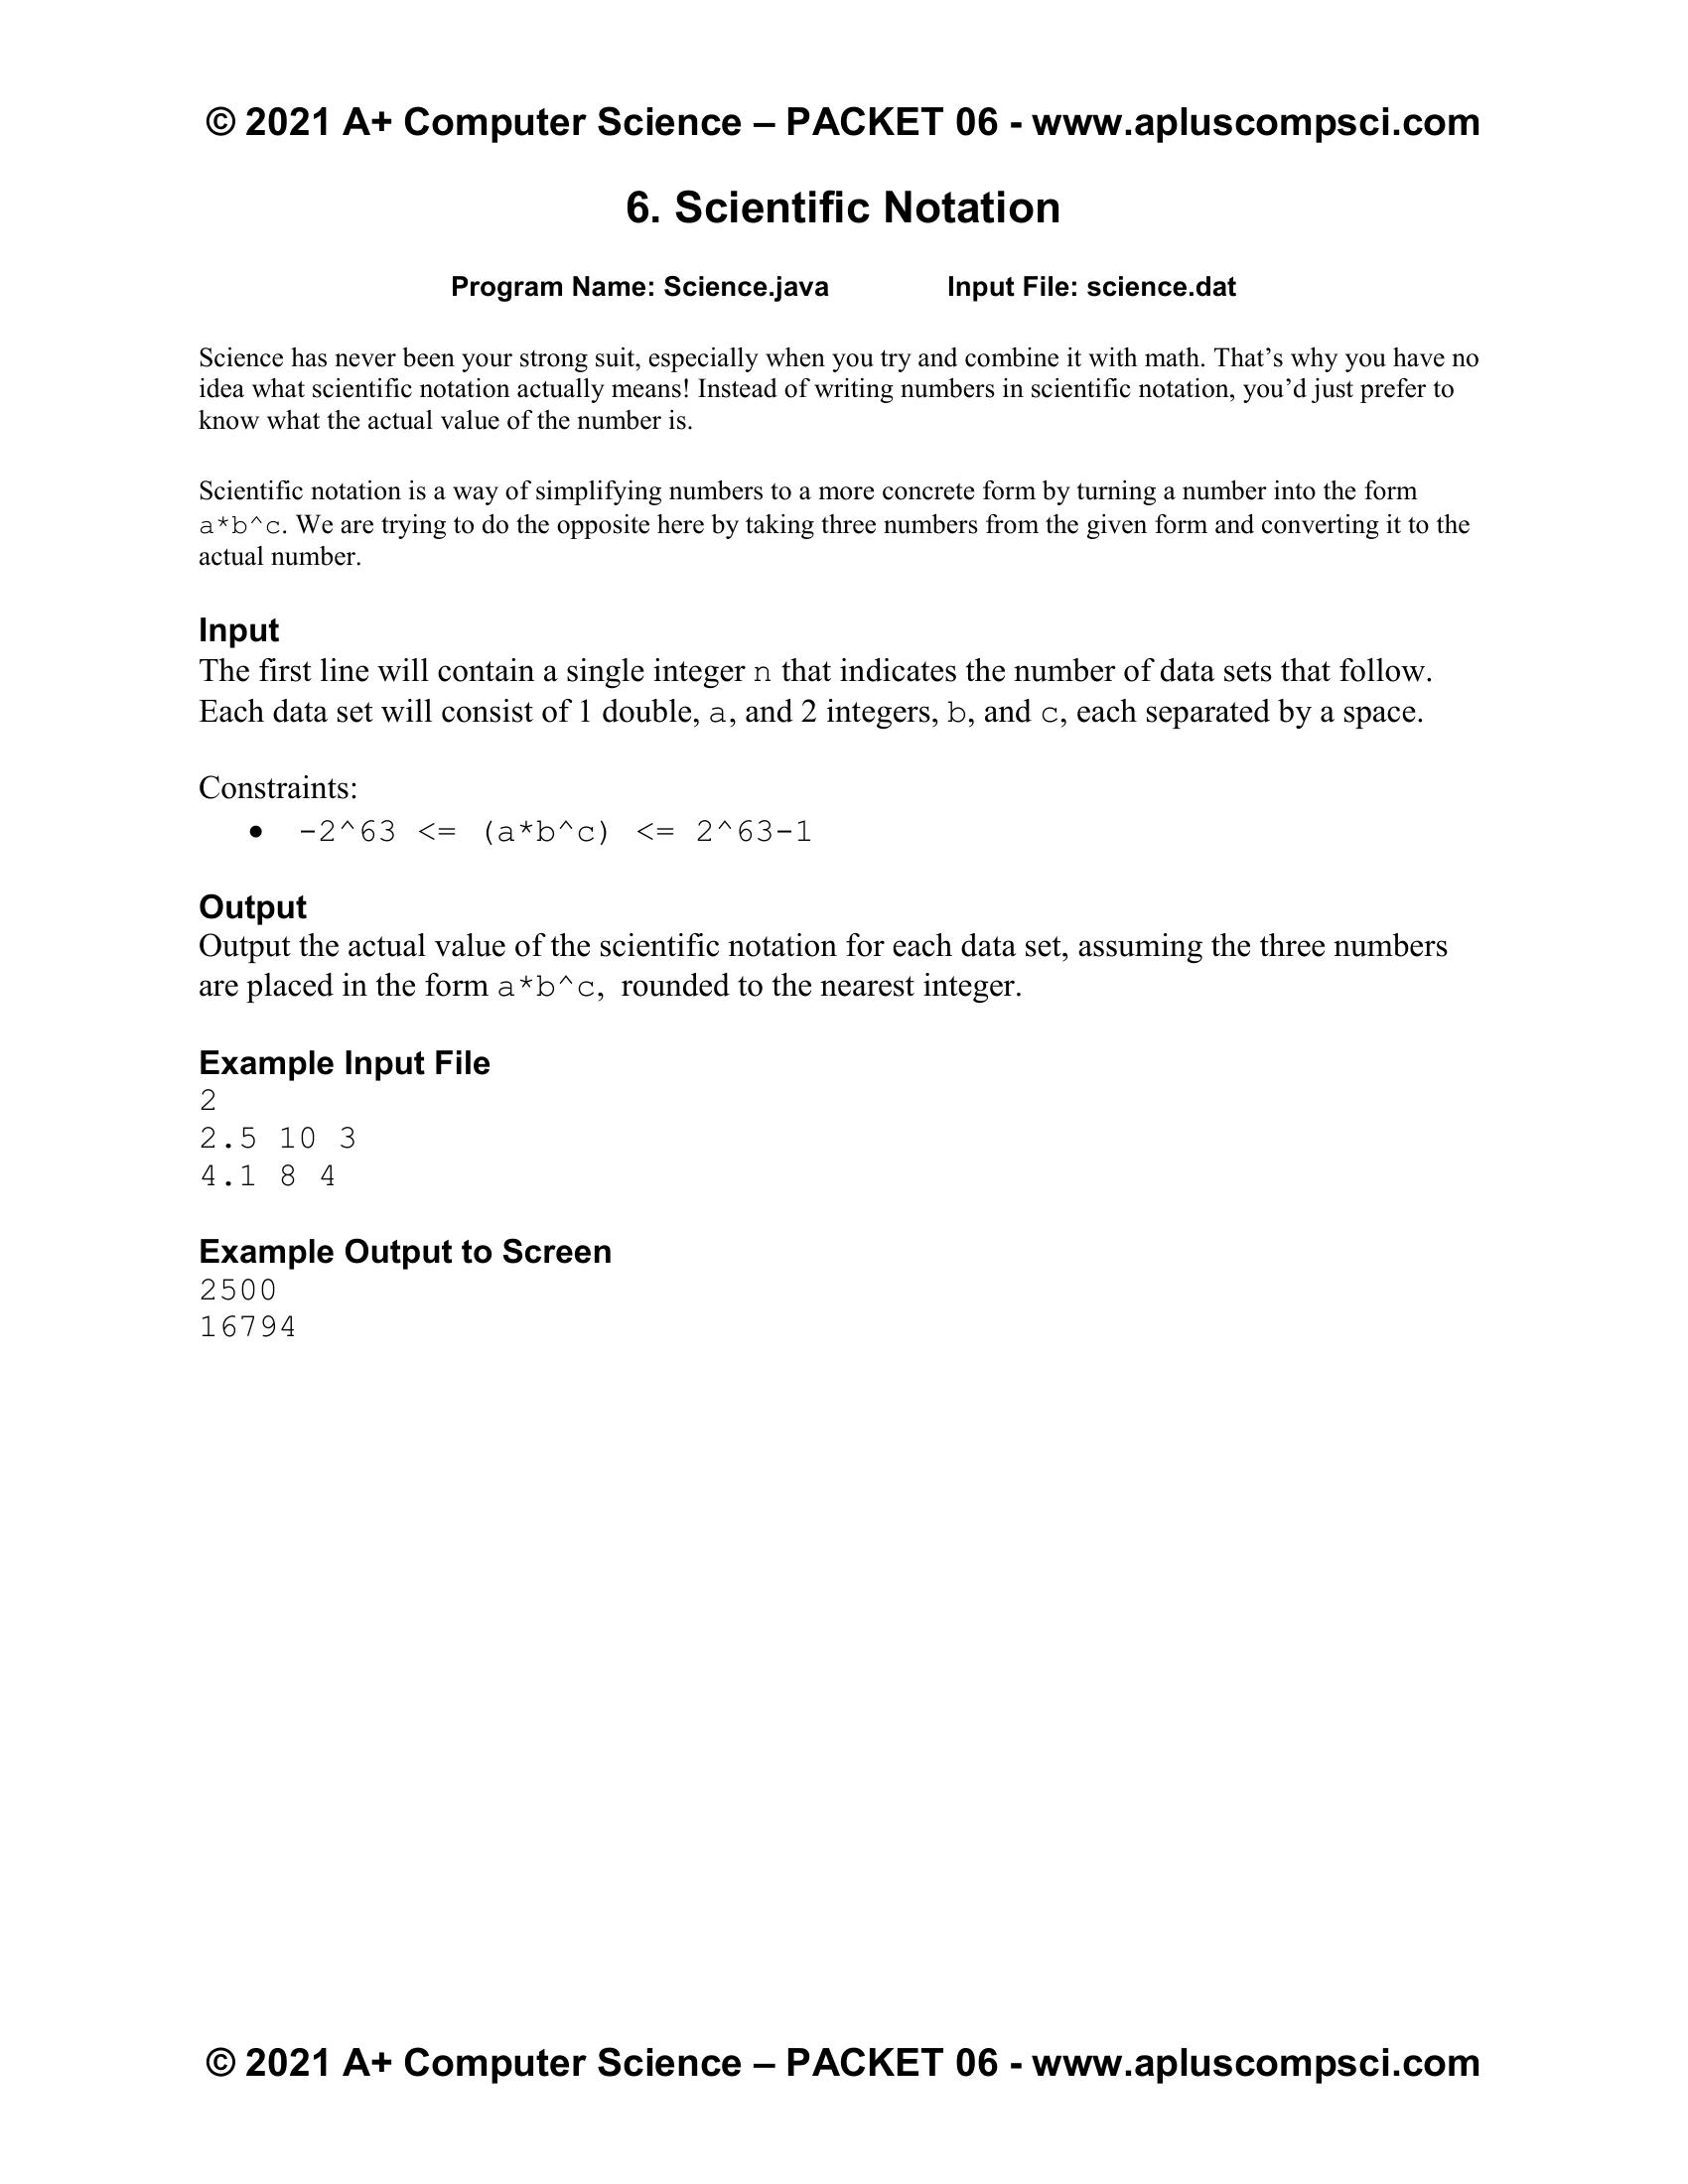 © 2021 A+ Computer Science – PACKET 06 - www.apluscompsci.com
6. Scientific Notation
Program Name: Science.java Input File: science.dat
Science has never been your strong suit, especially when you try and combine it with math. That’s why you have no
idea what scientific notation actually means! Instead of writing numbers in scientific notation, you’d just prefer to
know what the actual value of the number is.
Scientific notation is a way of simplifying numbers to a more concrete form by turning a number into the form
a*b^c. We are trying to do the opposite here by taking three numbers from the given form and converting it to the
actual number.
Input
The first line will contain a single integer n that indicates the number of data sets that follow.
Each data set will consist of 1 double, a, and 2 integers, b, and c, each separated by a space.
Constraints:
● -2^63 <= (a*b^c) <= 2^63-1
Output
Output the actual value of the scientific notation for each data set, assuming the three numbers
are placed in the form a*b^c, rounded to the nearest integer.
Example Input File
2
2.5 10 3
4.1 8 4
Example Output to Screen
2500
16794
© 2021 A+ Computer Science – PACKET 06 - www.apluscompsci.com